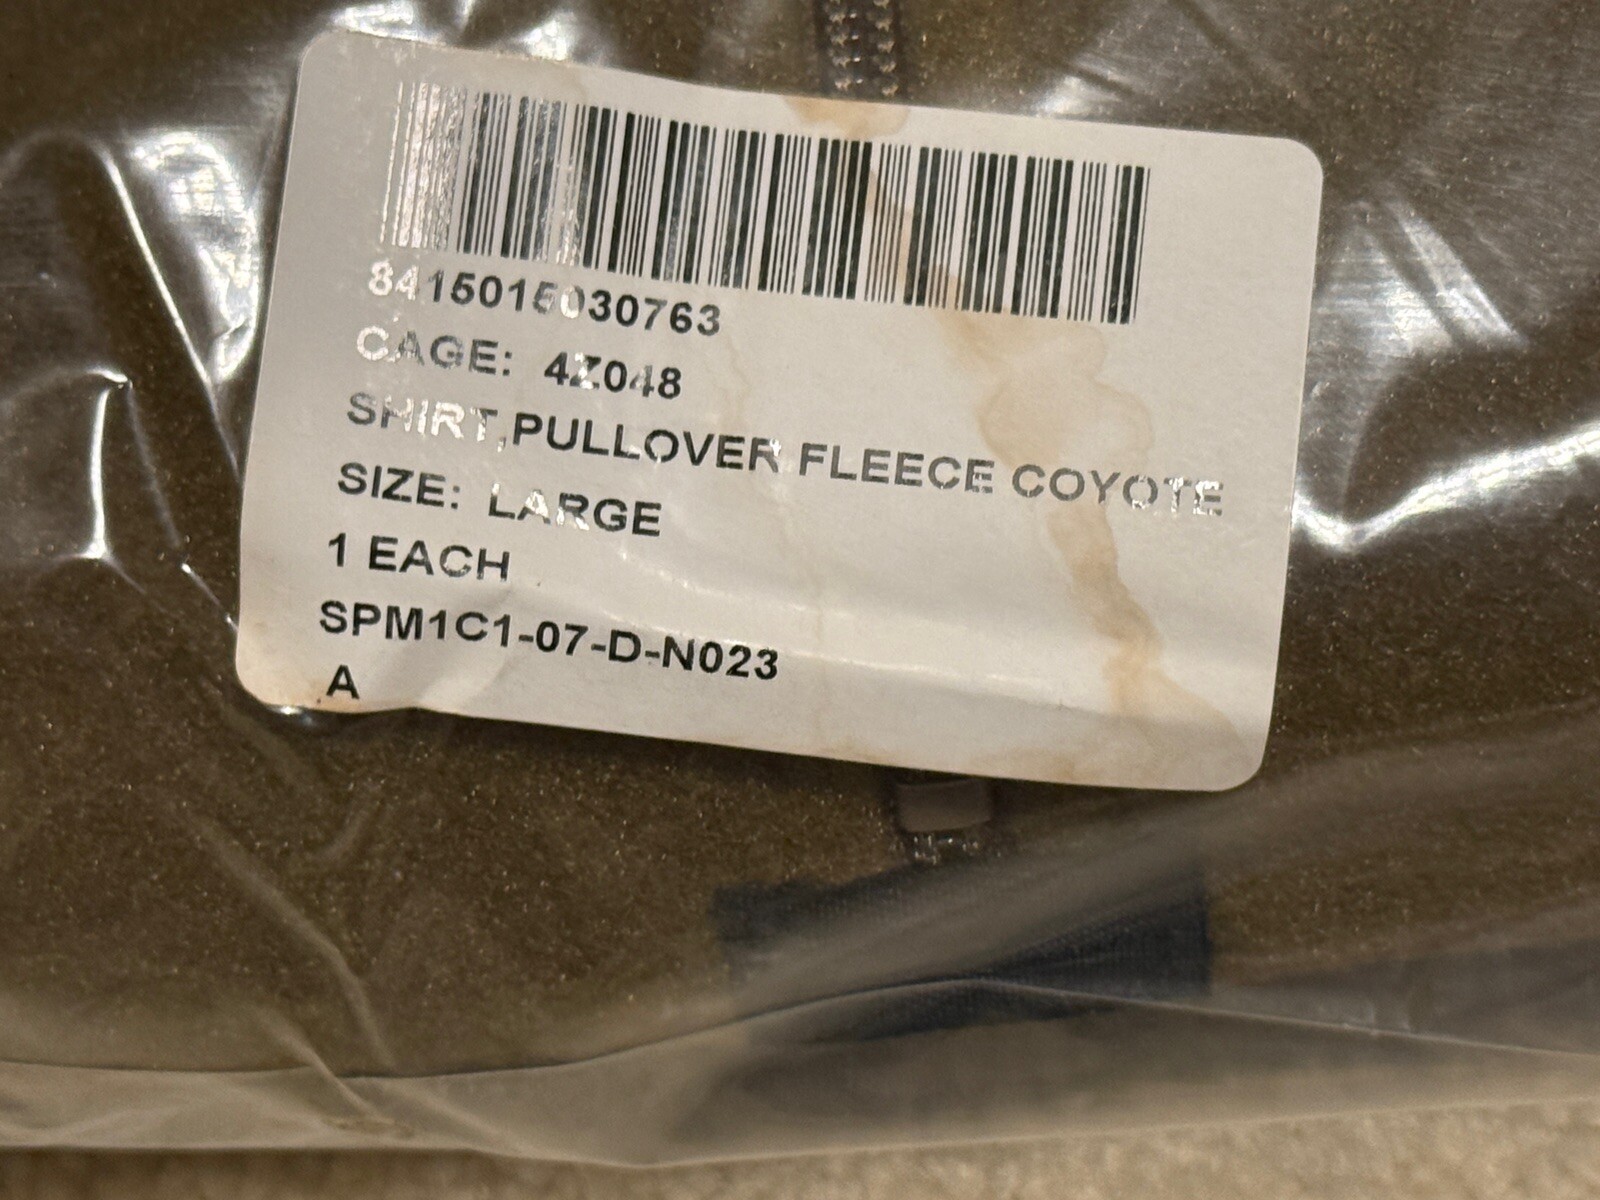 8415015030763
CAGE: 4Z048
SHIRT,PULLOVER FLEECE COYOTE
SIZE: LARGE
1 EACH
SPM1C1-07-D-N023
A